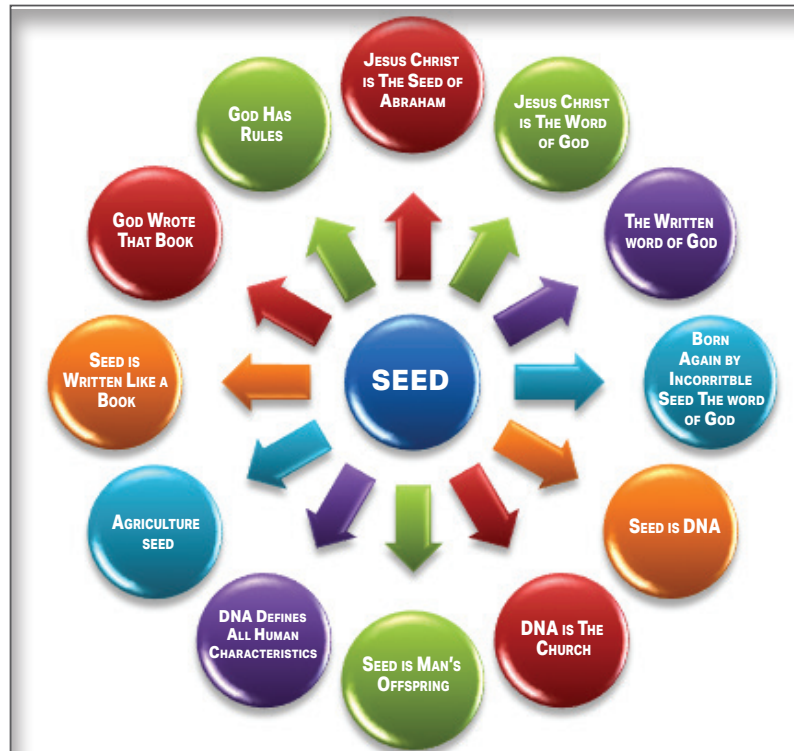 JESUS CHRIST
IS THE SEED OF
ABRAHAM
JESUS CHRIST
IS THE WORD
OF GOD
THE WRITTEN
WORD OF GOD
BORN
AGAIN BY
INCORRITBLE
SEED THE WORD
OF GOD
SEED IS DNA
DNA IS THE
CHURCH
SEED IS MAN'S
OFFSPRING
DNA DEFINES
ALL HUMAN
CHARACTERISTICS
AGRICULTURE
SEED
SEED IS
WRITTEN LIKE A
BOOK
GOD WROTE
THAT BOOK
GOD HAS
RULES
SEED